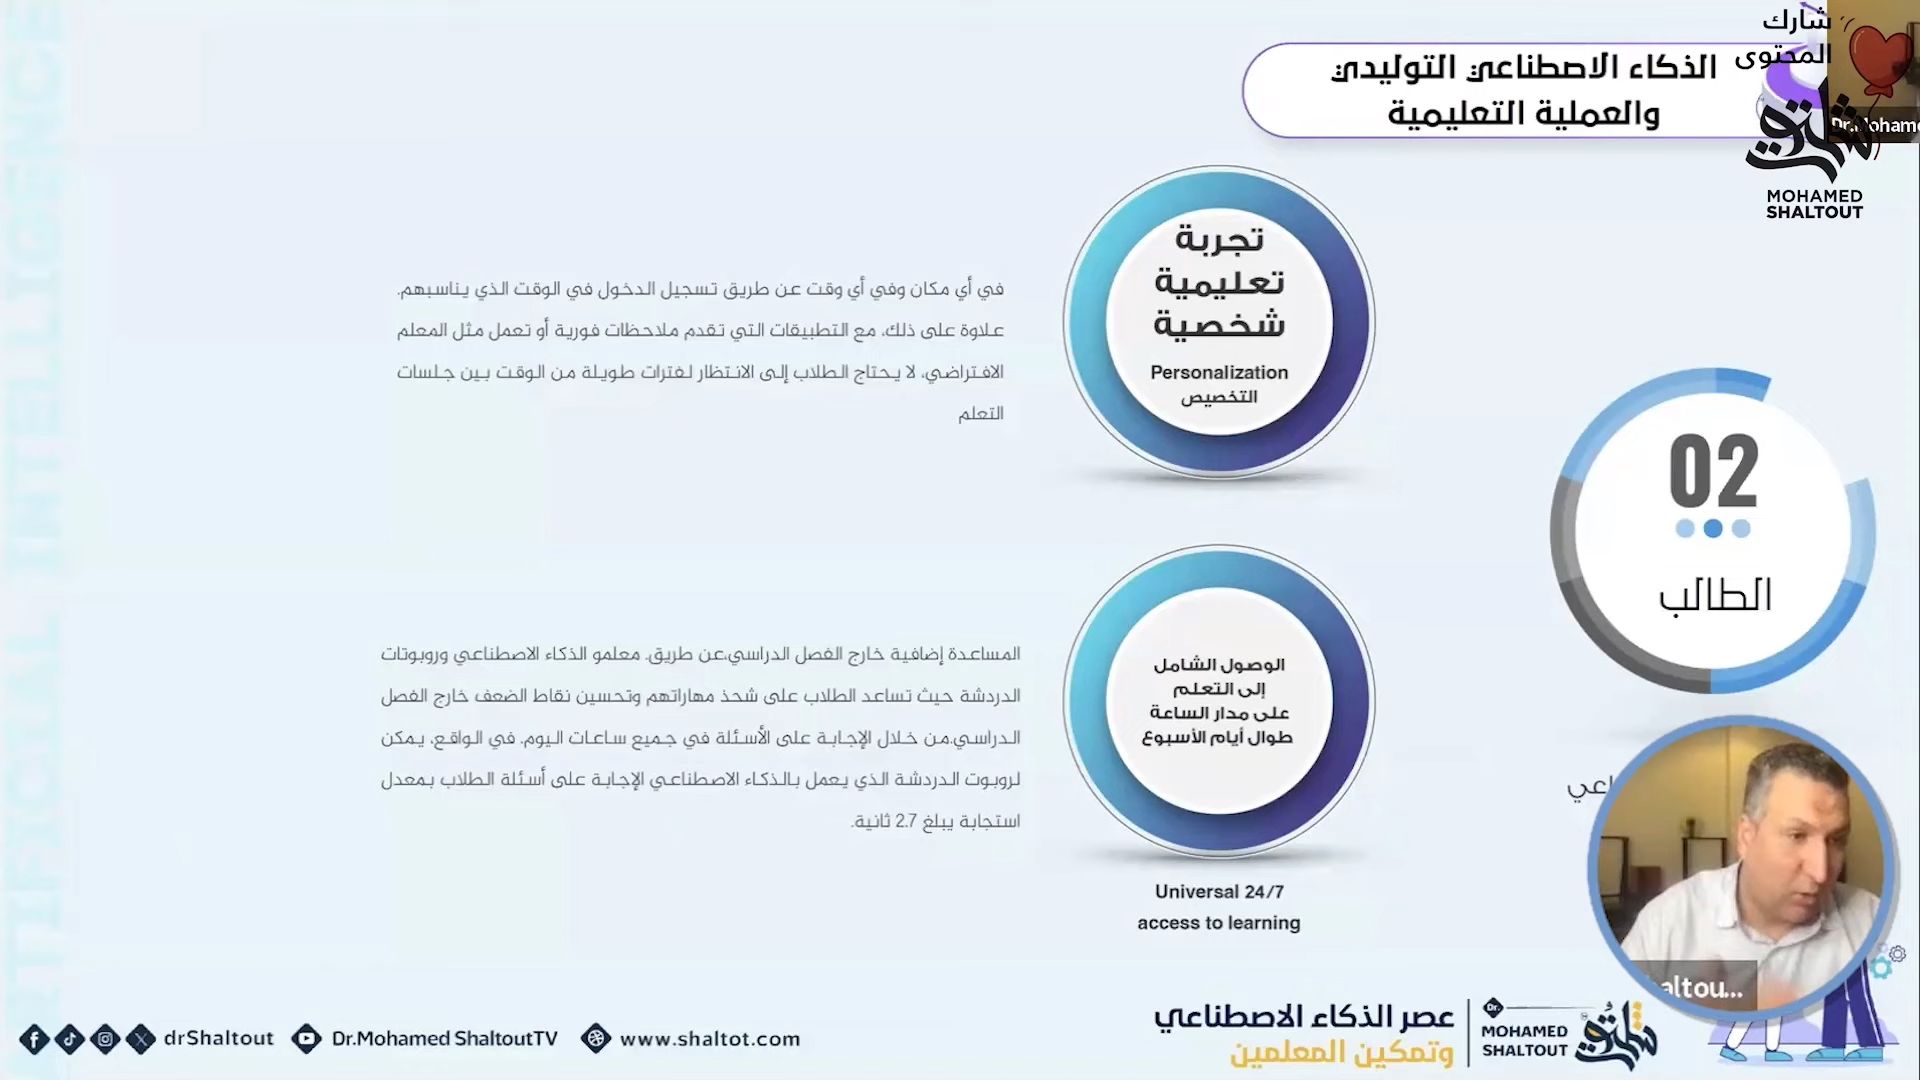 شارك
المحتوى
الذكاء الاصطناعي التوليدي
والعملية التعليمية
MOHAMED
SHALTOUT
تجربة
تعليمية
شخصية
Personalization
التخصيص
في أي مكان وفي أي وقت عن طريق تسجيل الدخول في الوقت الذي يناسبهم.
علاوة على ذلك، مع التطبيقات التي تقدم ملاحظات فورية أو تعمل مثل المعلم
الافتراضي، لا يحتاج الطلاب إلى الانتظار لفترات طويلة من الوقت بين جلسات
التعلم
02
الطالب
الوصول الشامل
إلى التعلم
على مدار الساعة
طوال أيام الأسبوع
Universal 24/7
access to learning
المساعدة إضافية خارج الفصل الدراسي،عن طريق. معلمو الذكاء الاصطناعي وروبوتات
الدردشة حيث تساعد الطلاب على شحذ مهاراتهم وتحسين نقاط الضعف خارج الفصل
الدراسي.من خلال الإجابة على الأسئلة في جميع ساعات اليوم. في الواقع، يمكن
لروبوت الدردشة الذي يعمل بالذكاء الاصطناعي الإجابة على أسئلة الطلاب بمعدل
استجابة يبلغ 2.7 ثانية.
ARTIFICIAL INTELLIGENCE
عصر الذكاء الاصطناعي
وتمكين المعلمين
Dr.
MOHAMED
SHALTOUT
شلتوت
drShaltout
Dr.Mohamed ShaltoutTV
www.shaltot.com